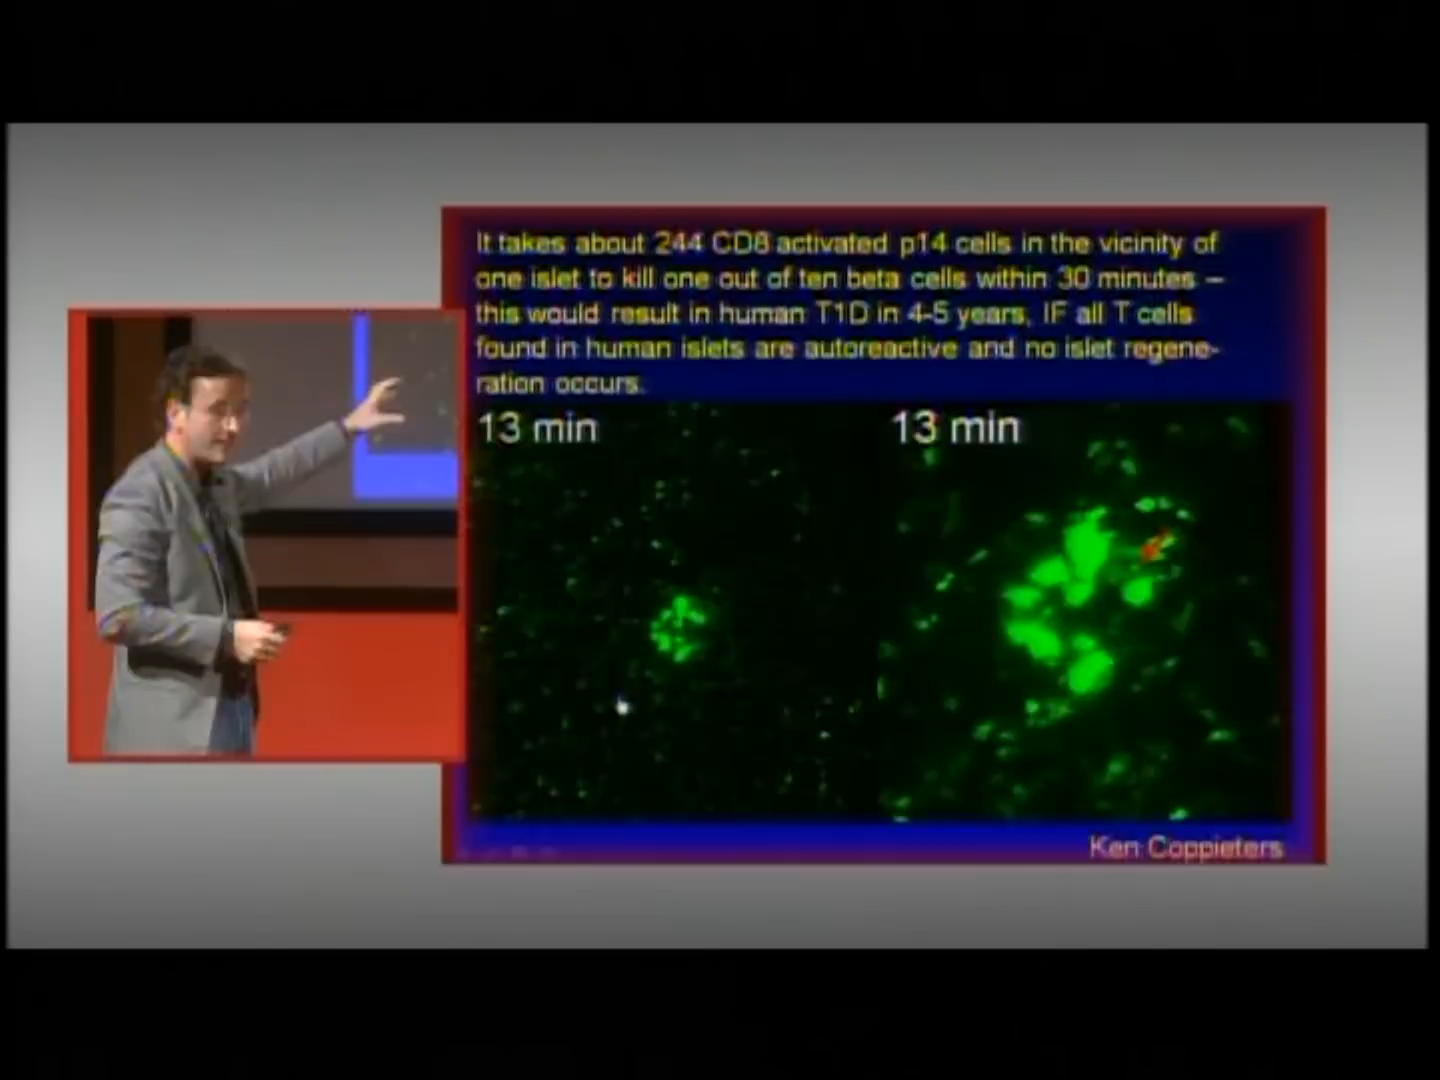 It takes about 244 CD8 activated p14 cells in the vicinity of
one islet to kill one out of ten beta cells within 30 minutes –
this would result in human T1D in 4-5 years, IF all T cells
found in human islets are autoreactive and no islet regene-
ration occurs.
13 min
13 min
Ken Coppieters